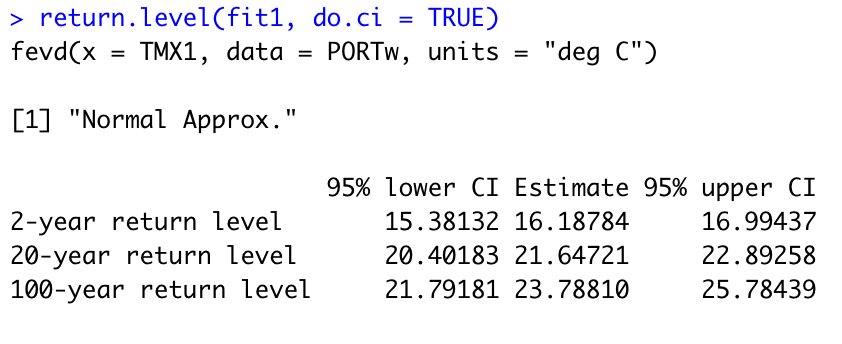 > return.level(fit1, do.ci = TRUE)
fevd(x = TMX1, data = PORTw, units = "deg C")
[1] "Normal Approx."
95% lower CI Estimate 95% upper CI
2-year return level 15.38132 16.18784 16.99437
20-year return level 20.40183 21.64721 22.89258
100-year return level 21.79181 23.78810 25.78439